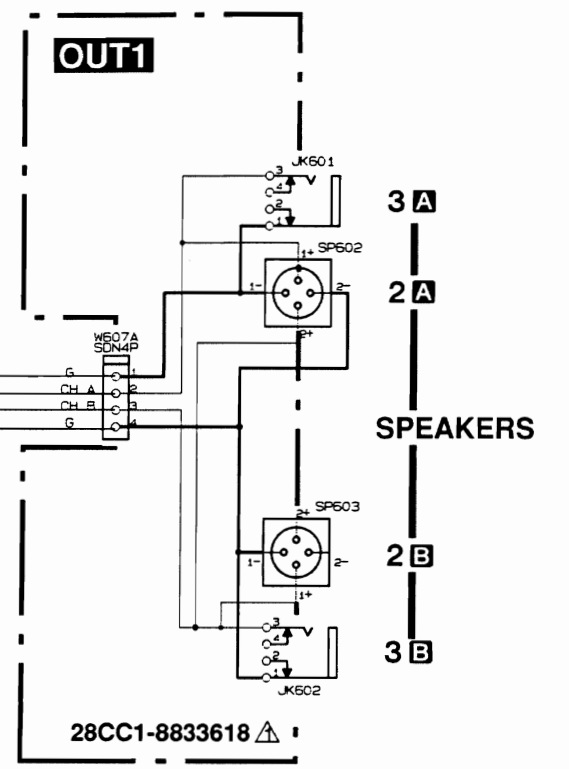 OUT1
JK601
3
4
2
1
3 A
1+ SP602
1- 2-
2 A
2+
W607A
SDN4P
G 1
CH A 2
CH B 3
G 4
SPEAKERS
2+ SP603
1- 2-
2 B
1+
3
4
2
1
3 B
JK602
28CC1-8833618 1